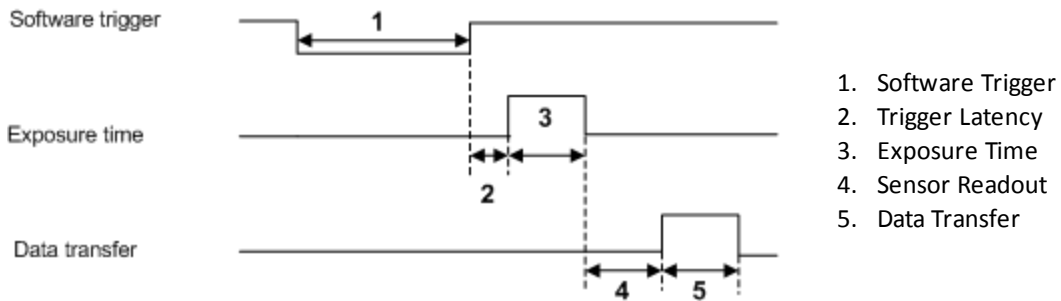 Software trigger
1
Exposure time
3
2
Data transfer
4
5
1. Software Trigger
2. Trigger Latency
3. Exposure Time
4. Sensor Readout
5. Data Transfer